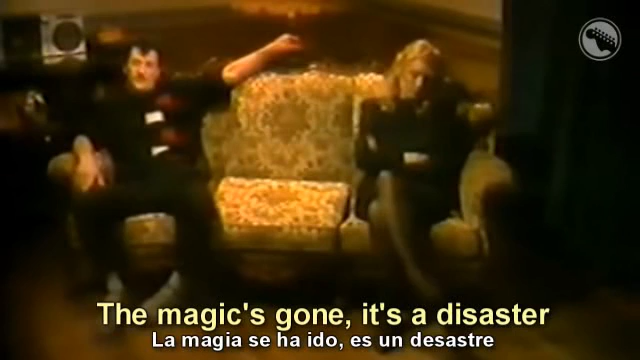 The magic's gone, it's a disaster
La magia se ha ido, es un desastre